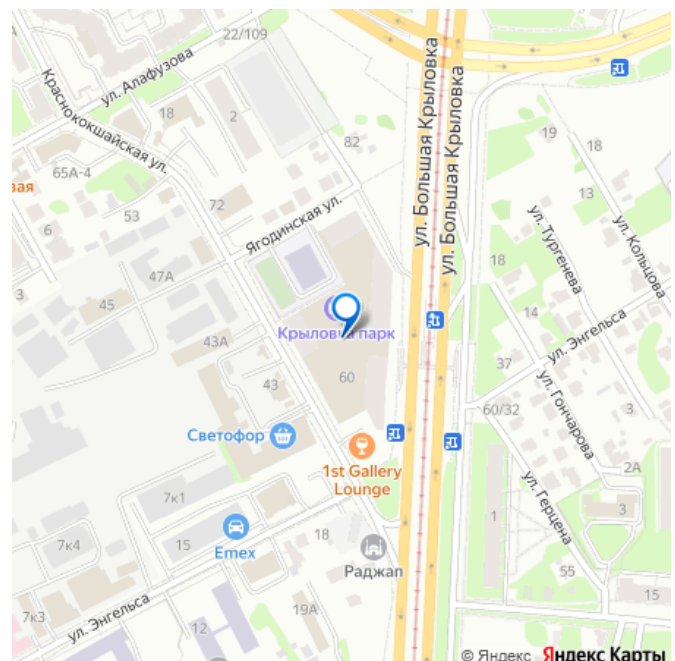 22/109
ул. Алафузова
Краснококшайская ул.
18
2
82
ул. Большая Крыловка
ул. Большая Крыловка
19
18
65А-4
вая
53
72
6
Ягодинская ул.
13
ул. Тургенева
ул. Кольцова
47А
18
3
45
14
43А
Крыловка парк
ул. Энгельса
37
43
60
60/32
ул. Гончарова
3
Светофор
1st Gallery
Lounge
2А
7к1
ул. Герцена
Emex
18
1
3
7к4
15
Раджап
55
15
7к3
19А
ул. Энгельса
12
© Яндекс Яндекс Карты